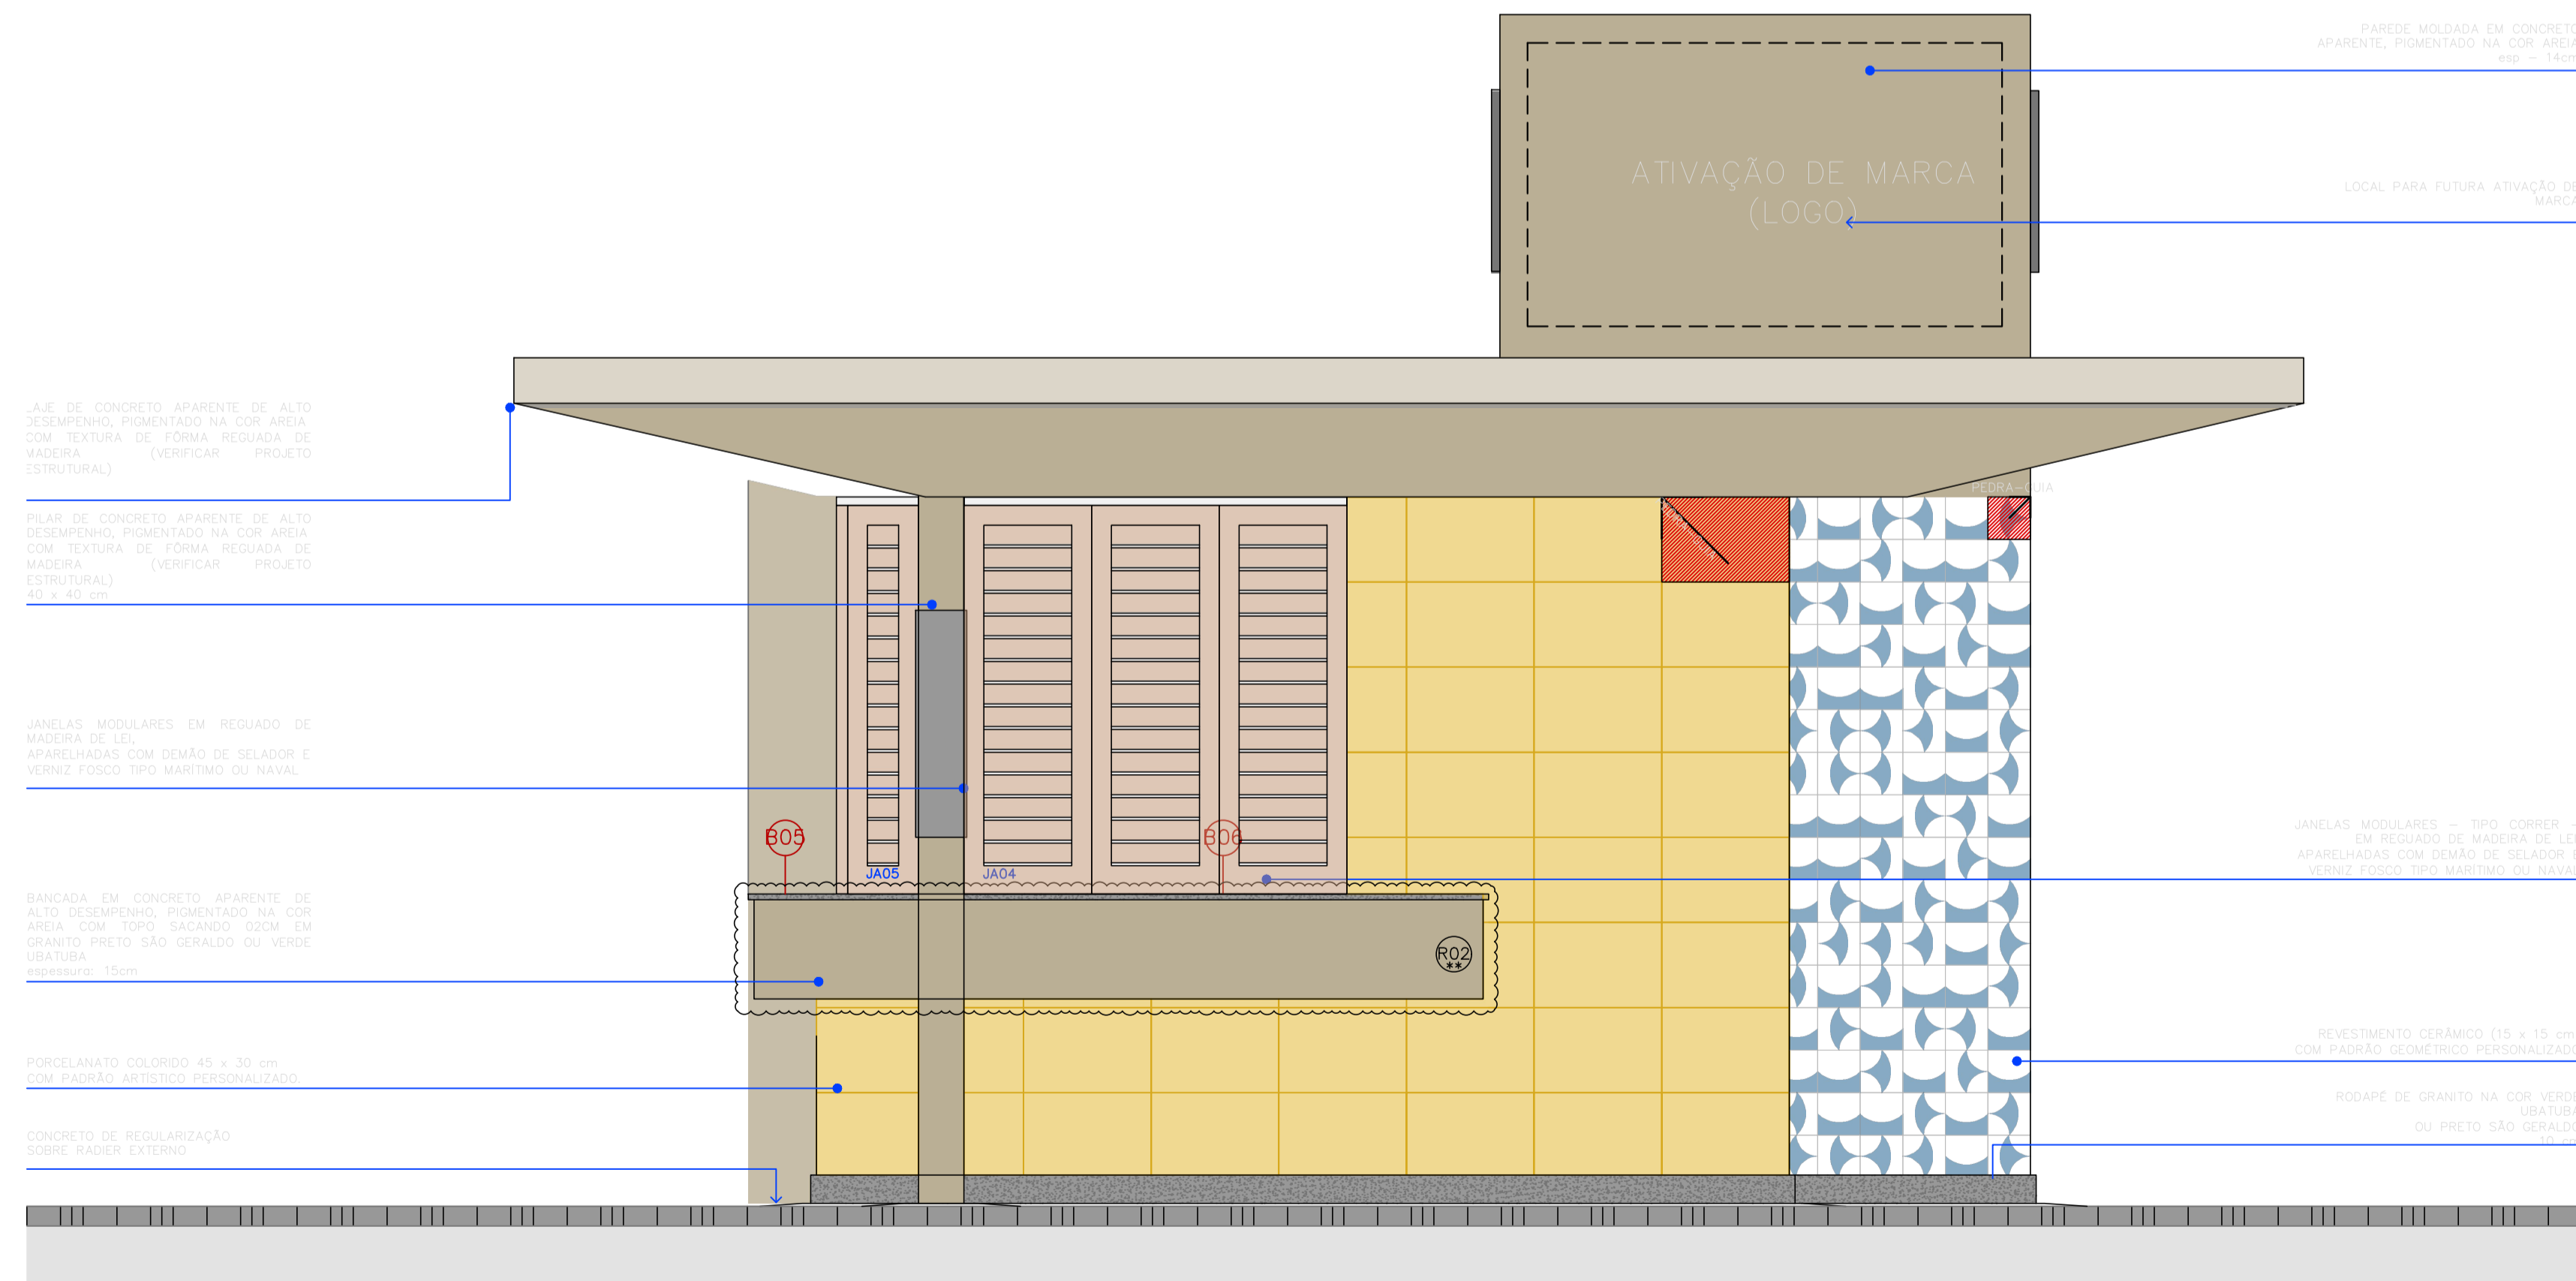 PAREDE MOLDADA EM CONCRETO
APARENTE, PIGMENTADO NA COR AREIA
esp - 14cm
ATIVAÇÃO DE MARCA
(LOGO)
LOCAL PARA FUTURA ATIVAÇÃO DE
MARCA
LAJE DE CONCRETO APARENTE DE ALTO
DESEMPENHO, PIGMENTADO NA COR AREIA
COM TEXTURA DE FÔRMA REGUADA DE
MADEIRA (VERIFICAR PROJETO
ESTRUTURAL)
PILAR DE CONCRETO APARENTE DE ALTO
DESEMPENHO, PIGMENTADO NA COR AREIA
COM TEXTURA DE FÔRMA REGUADA DE
MADEIRA (VERIFICAR PROJETO
ESTRUTURAL)
40 x 40 cm
PEDRA-GUIA
JANELAS MODULARES EM REGUADO DE
MADEIRA DE LEI,
APARELHADAS COM DEMÃO DE SELADOR E
VERNIZ FOSCO TIPO MARÍTIMO OU NAVAL
B05
B06
JA05
JA04
JANELAS MODULARES - TIPO CORRER -
EM REGUADO DE MADEIRA DE LEI
APARELHADAS COM DEMÃO DE SELADOR E
VERNIZ FOSCO TIPO MARÍTIMO OU NAVAL
BANCADA EM CONCRETO APARENTE DE
ALTO DESEMPENHO, PIGMENTADO NA COR
AREIA COM TOPO SACANDO 02CM EM
GRANITO PRETO SÃO GERALDO OU VERDE
UBATUBA
espessura: 15cm
R02
**
REVESTIMENTO CERÂMICO (15 x 15 cm)
COM PADRÃO GEOMÉTRICO PERSONALIZADO
PORCELANATO COLORIDO 45 x 30 cm
COM PADRÃO ARTÍSTICO PERSONALIZADO.
RODAPÉ DE GRANITO NA COR VERDE
UBATUBA
OU PRETO SÃO GERALDO
10 cm
CONCRETO DE REGULARIZAÇÃO
SOBRE RADIER EXTERNO